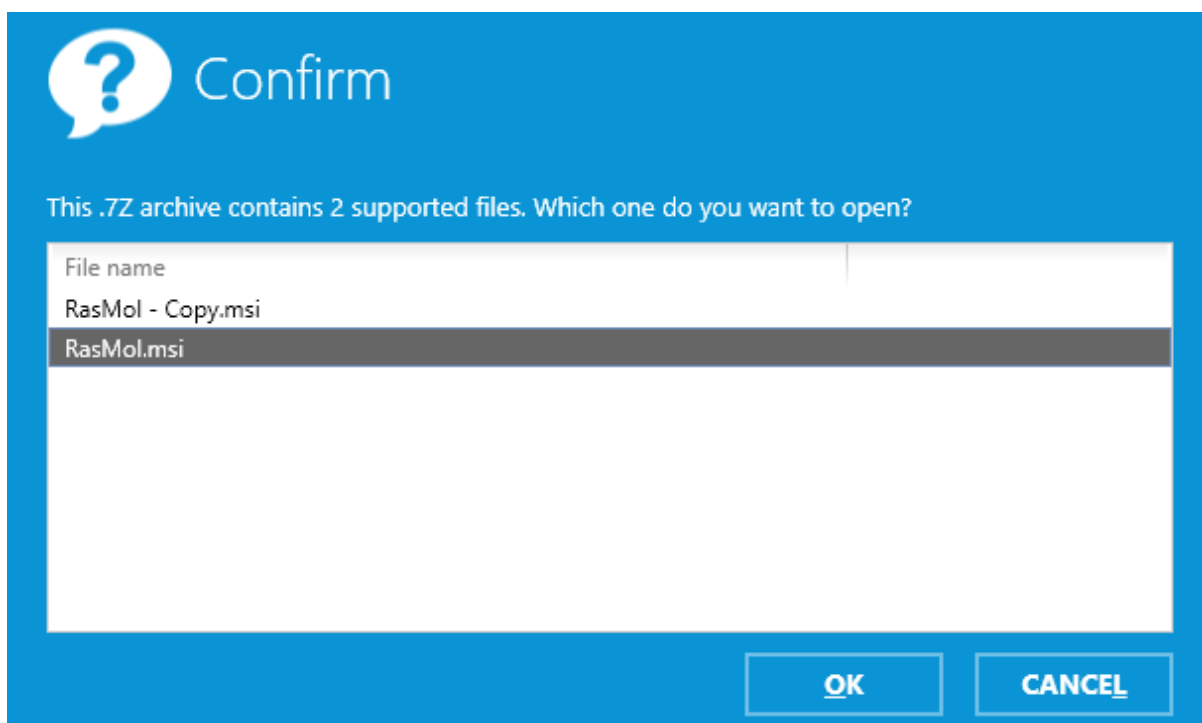 Confirm
This .7Z archive contains 2 supported files. Which one do you want to open?
File name
RasMol - Copy.msi
RasMol.msi
OK
CANCEL